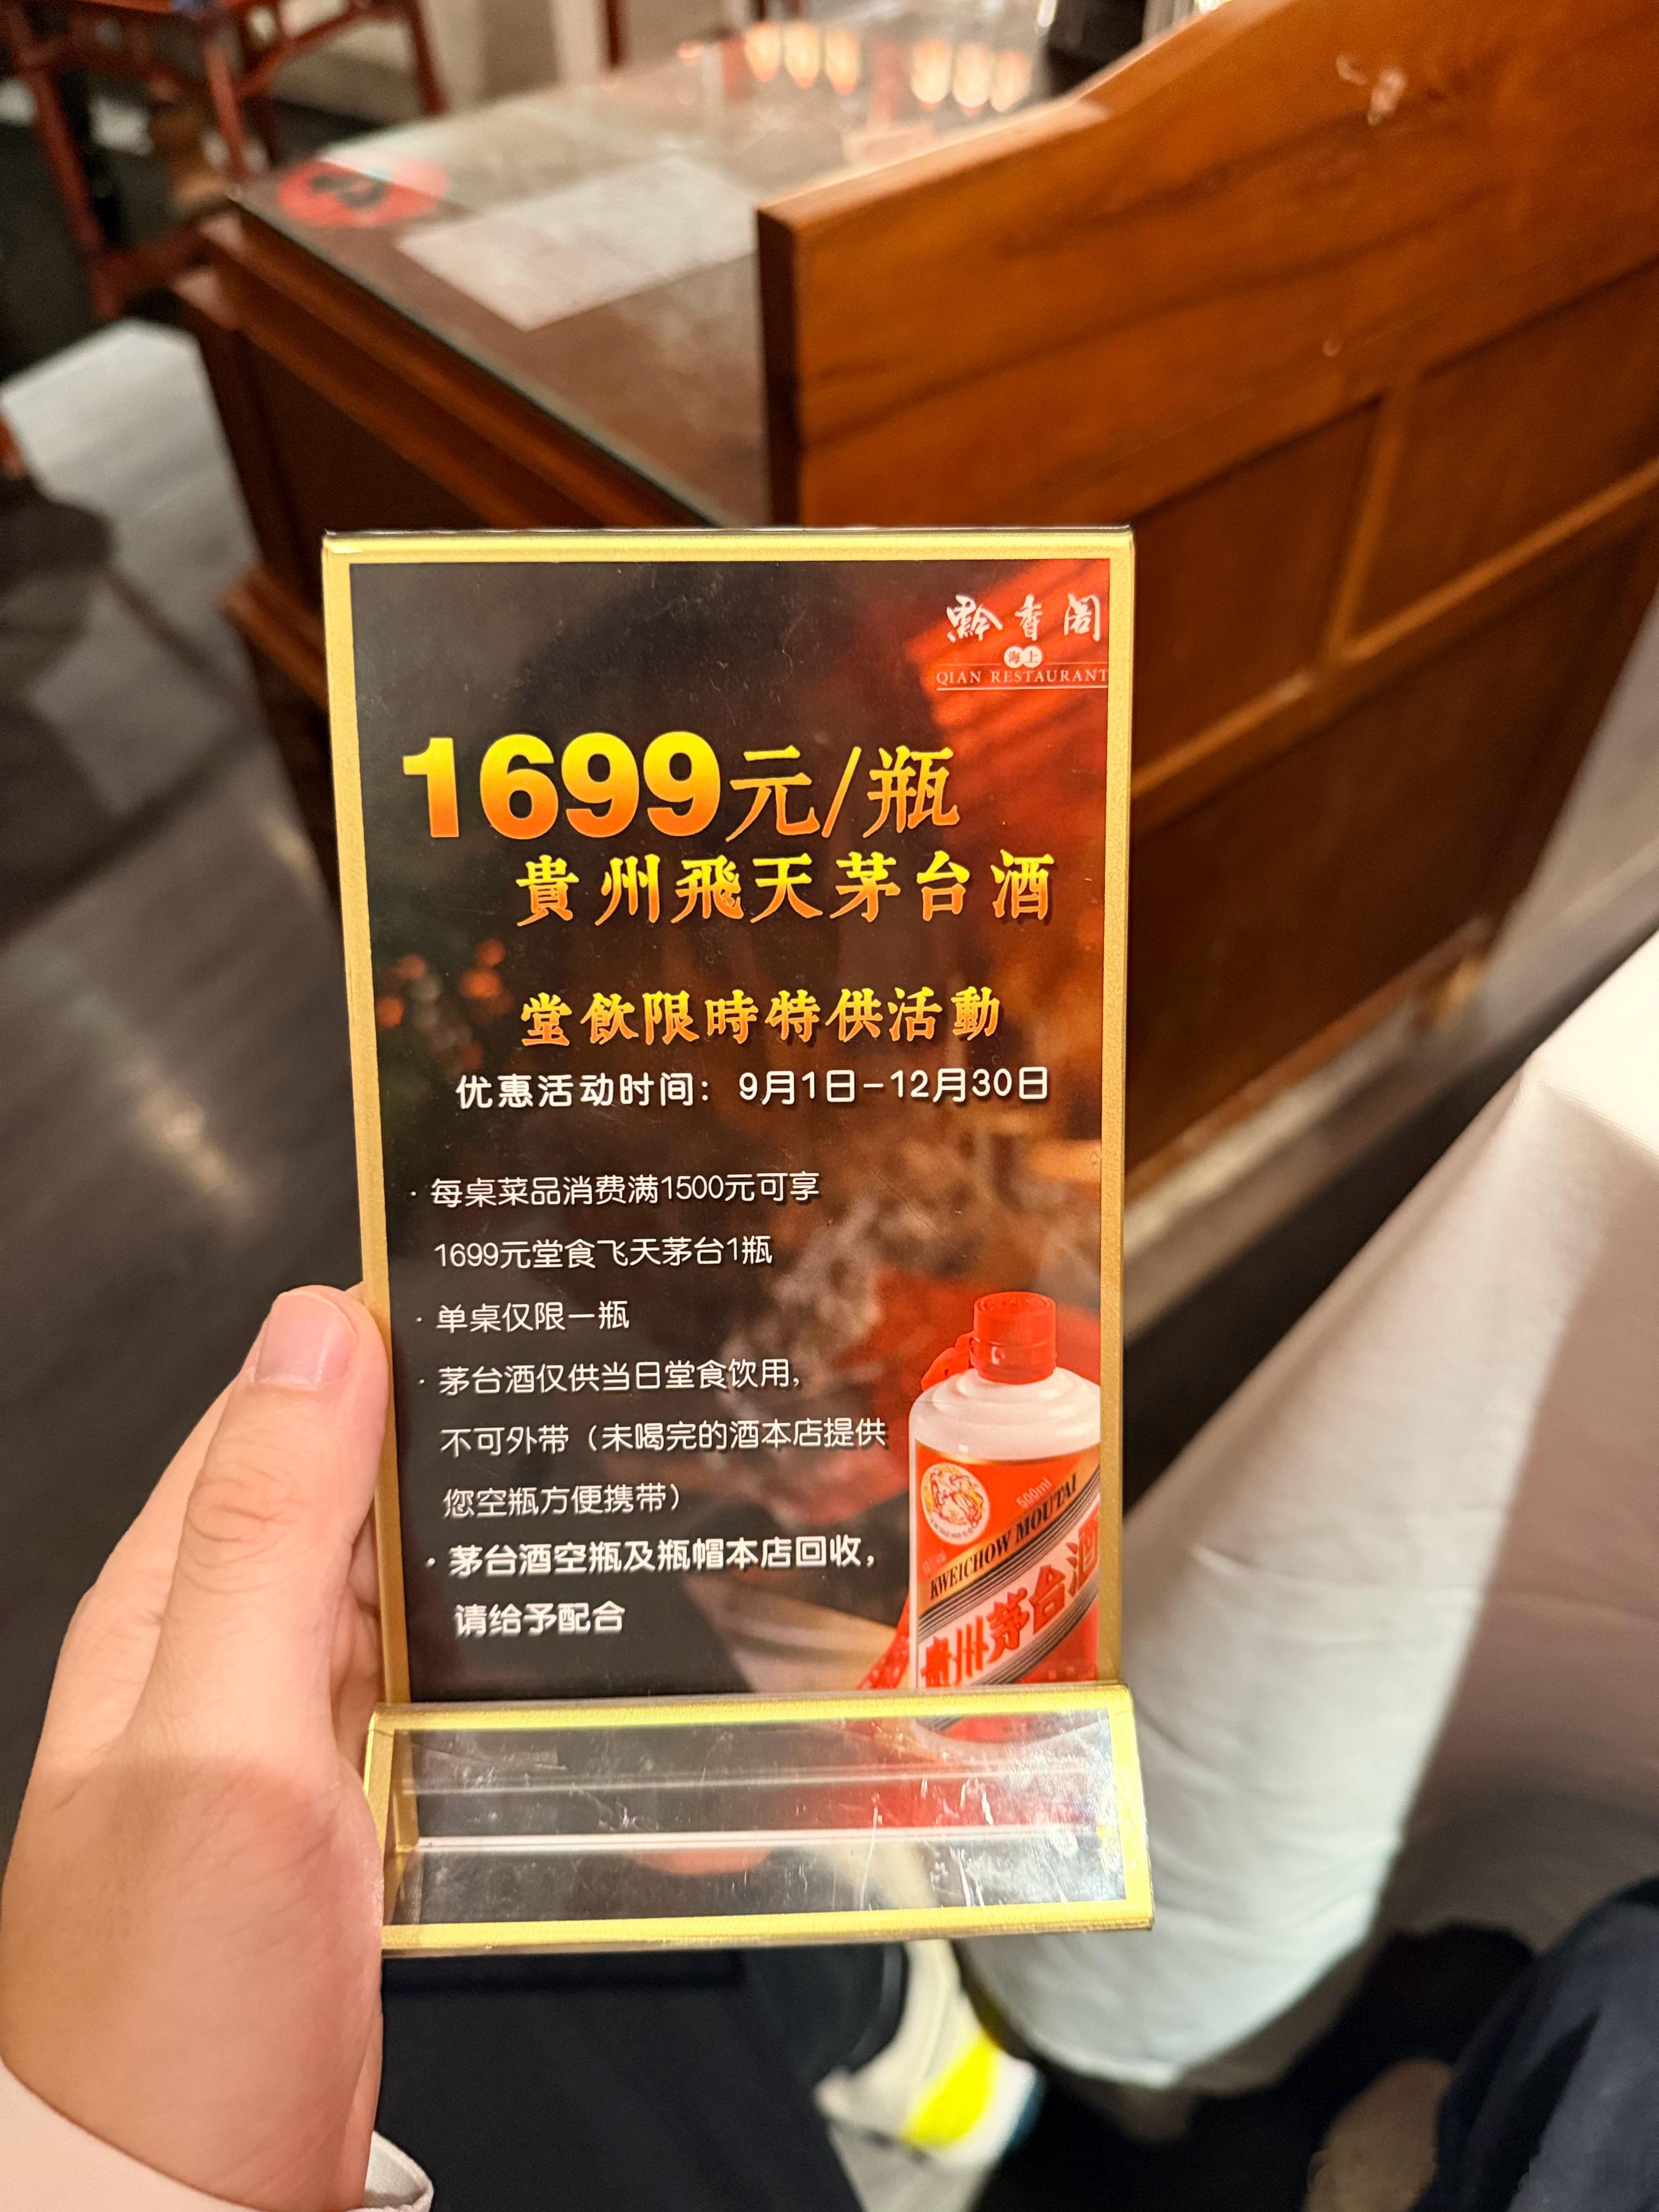 黔香阁
海上
QIAN RESTAURANT
1699元/瓶
貴州飛天茅台酒
堂飲限時特供活動
优惠活动时间：9月1日-12月30日
·每桌菜品消费满1500元可享
1699元堂食飞天茅台1瓶
·单桌仅限一瓶
·茅台酒仅供当日堂食饮用，
不可外带（未喝完的酒本店提供
您空瓶方便携带）
·茅台酒空瓶及瓶帽本店回收，
请给予配合
500ml
KWEICHOW MOUTAI
貴州茅台酒